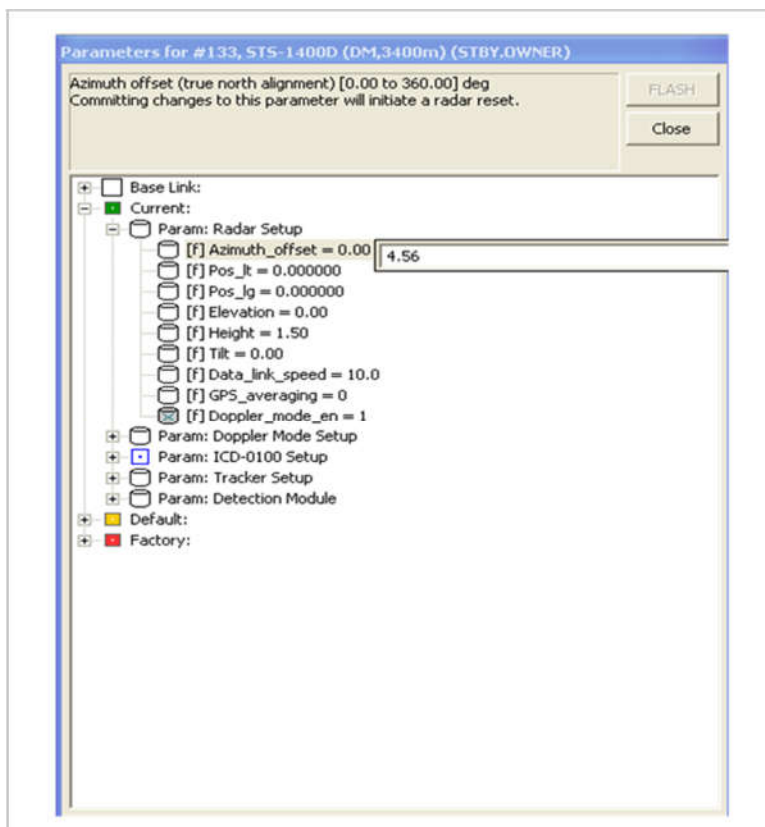 Parameters for #133, STS-1400D (DM,3400m) (STBY.OWNER)
Azimuth offset (true north alignment) [0.00 to 360.00] deg
Committing changes to this parameter will initiate a radar reset.
FLASH
Close
Base Link:
Current:
Param: Radar Setup
[f] Azimuth_offset = 0.00
4.56
[f] Pos_lt = 0.000000
[f] Pos_lg = 0.000000
[f] Elevation = 0.00
[f] Height = 1.50
[f] Tilt = 0.00
[f] Data_link_speed = 10.0
[f] GPS_averaging = 0
[f] Doppler_mode_en = 1
Param: Doppler Mode Setup
Param: ICD-0100 Setup
Param: Tracker Setup
Param: Detection Module
Default:
Factory: